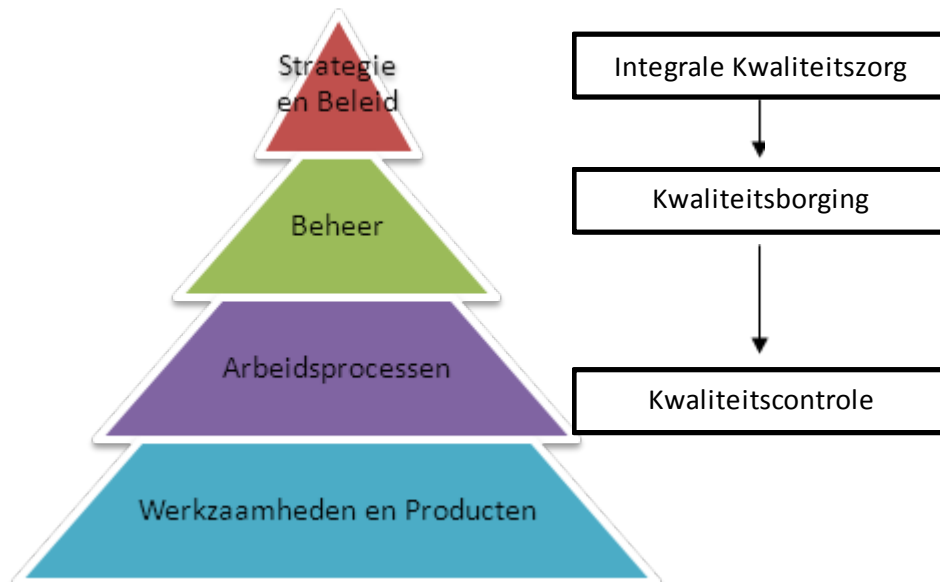 Strategie
en Beleid
Beheer
Arbeidsprocessen
Werkzaamheden en Producten
Integrale Kwaliteitszorg
Kwaliteitsborging
Kwaliteitscontrole